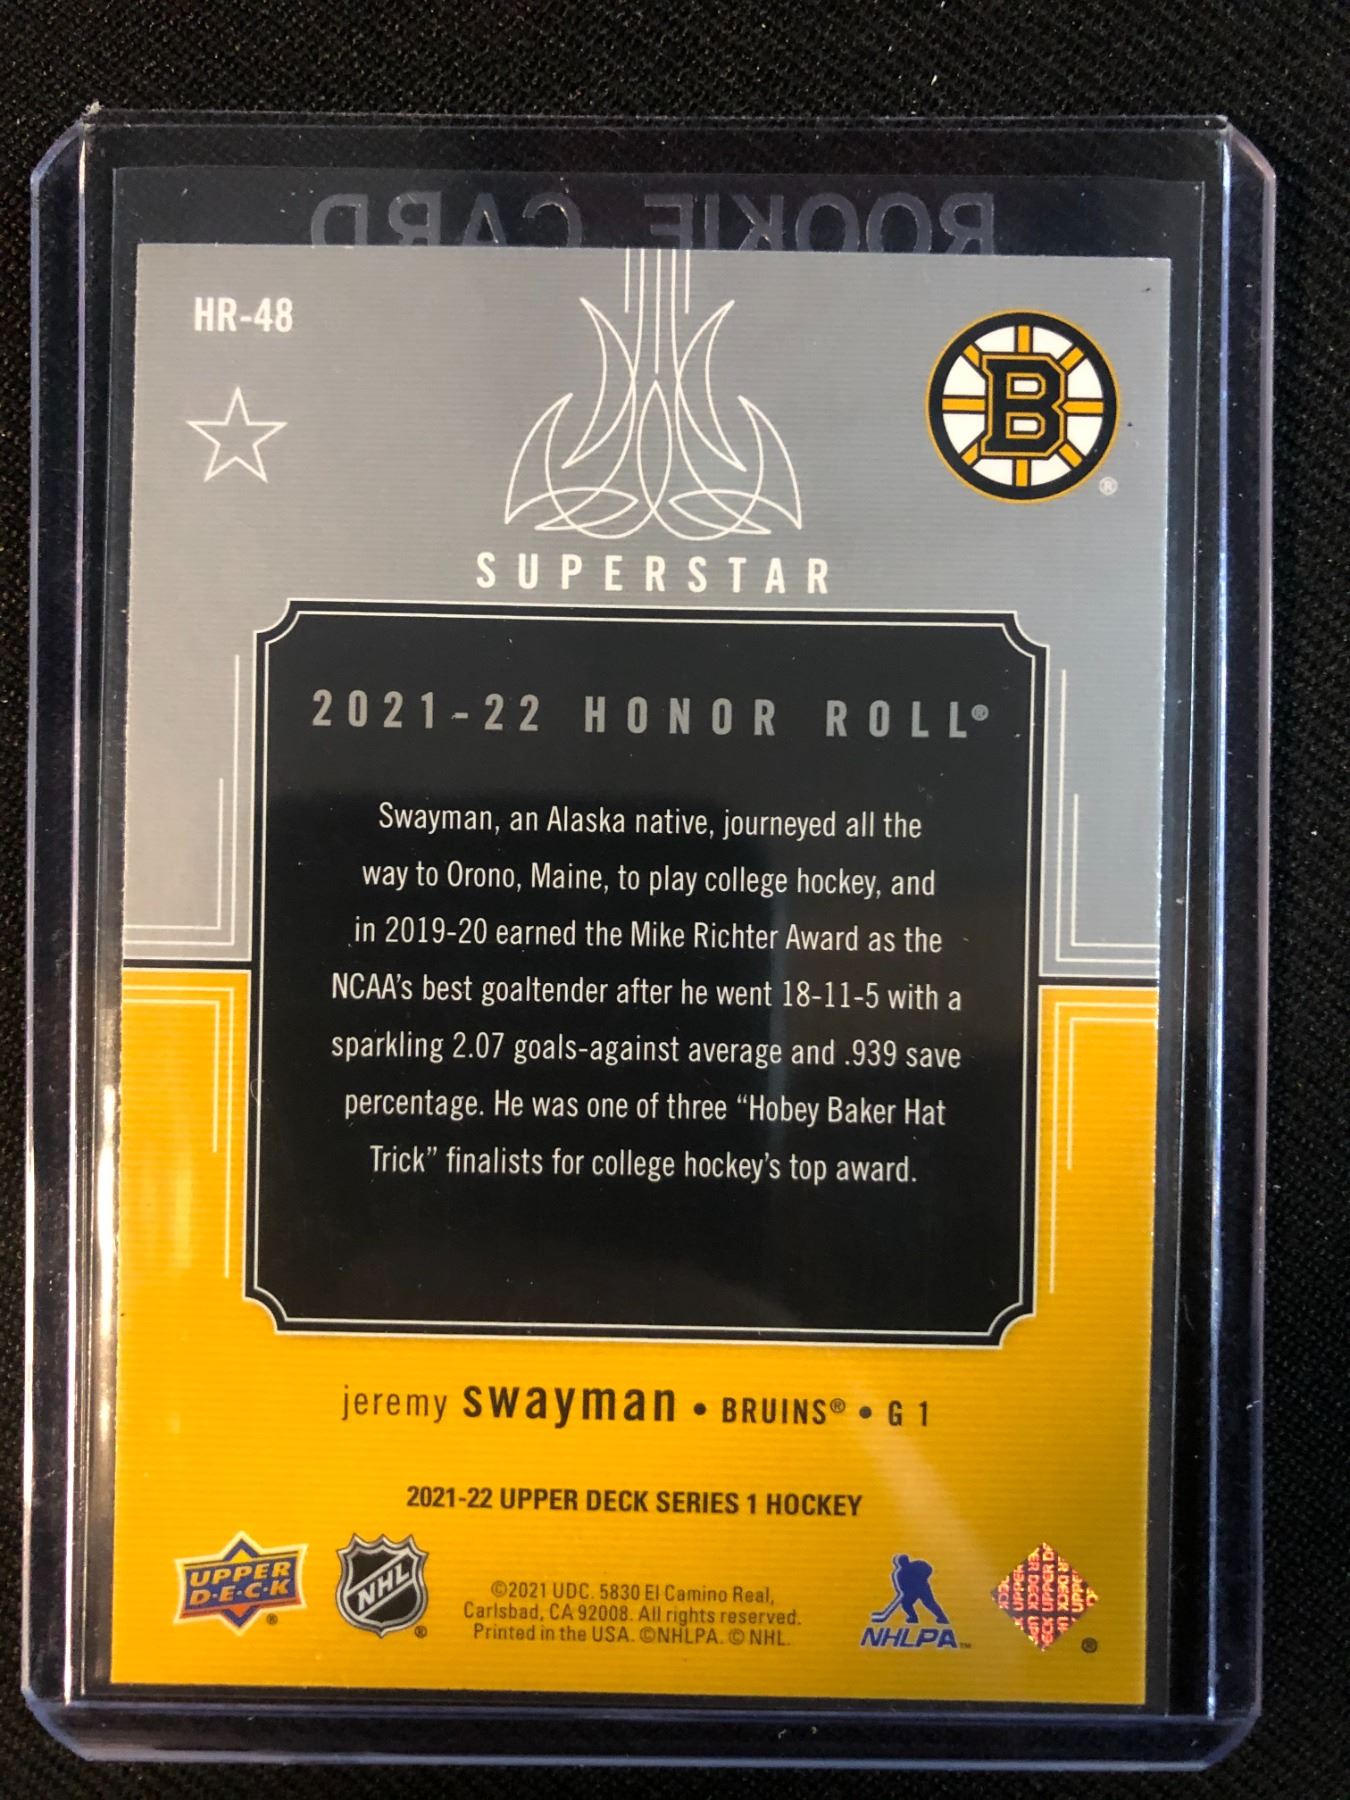 ROOKIE CARD
HR-48
B
®
SUPERSTAR
2021-22 HONOR ROLL®
Swayman, an Alaska native, journeyed all the
way to Orono, Maine, to play college hockey, and
in 2019-20 earned the Mike Richter Award as the
NCAA's best goaltender after he went 18-11-5 with a
sparkling 2.07 goals-against average and .939 save
percentage. He was one of three “Hobey Baker Hat
Trick” finalists for college hockey's top award.
jeremy swayman • BRUINS® • G 1
2021-22 UPPER DECK SERIES 1 HOCKEY
UPPER
D·E·C·K ®
NHL ®
©2021 UDC. 5830 El Camino Real,
Carlsbad, CA 92008. All rights reserved.
Printed in the USA. ©NHLPA. © NHL.
NHLPA™
UPPER DECK
®